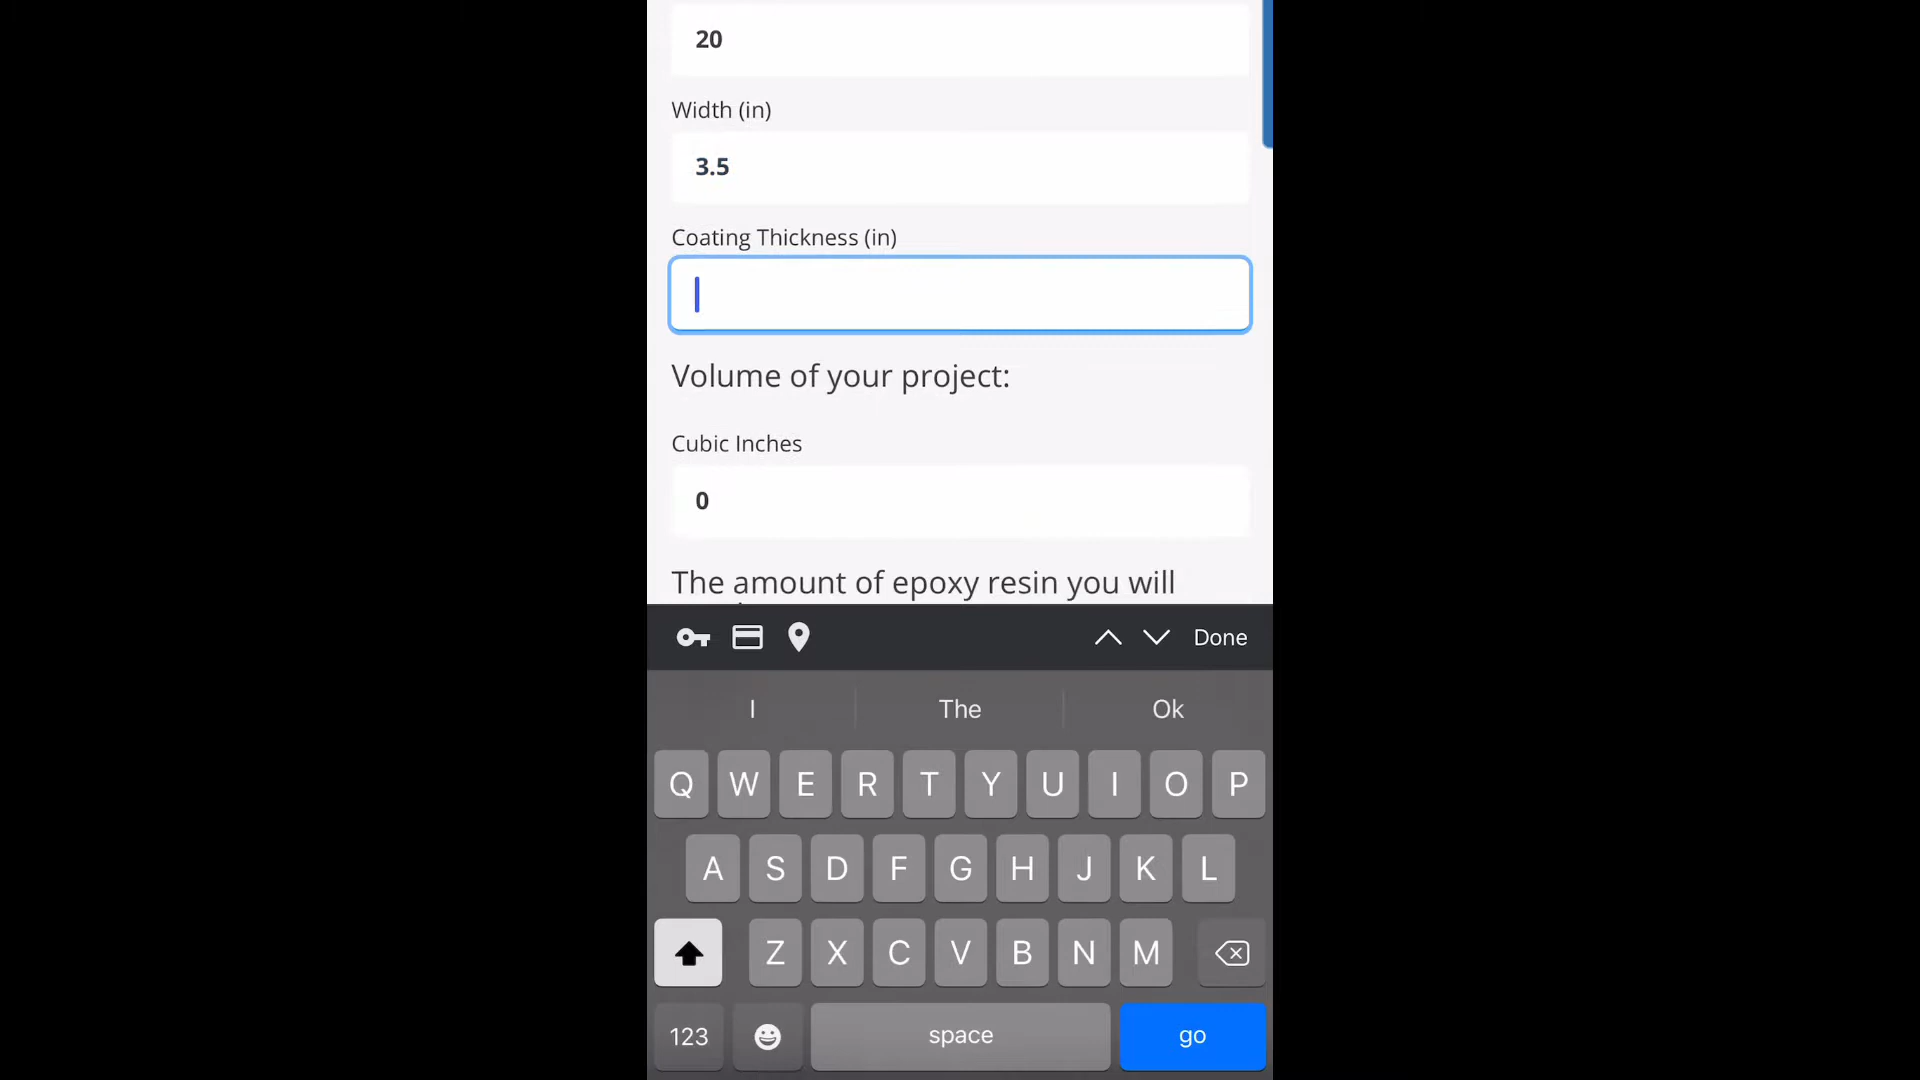 20
Width (in)
3.5
Coating Thickness (in)
Volume of your project:
Cubic Inches
0
The amount of epoxy resin you will
Done
I The Ok
Q W E R T Y U I O P
A S D F G H J K L
Z X C V B N M
123 space go